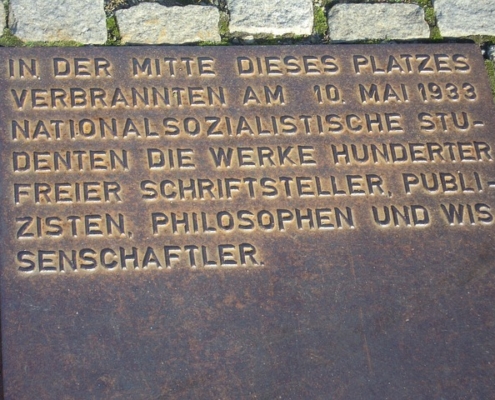 IN DER MITTE DIESES PLATZES
VERBRANNTEN AM 10. MAI 1933
NATIONALSOZIALISTISCHE STU-
DENTEN DIE WERKE HUNDERTER
FREIER SCHRIFTSTELLER, PUBLI-
ZISTEN, PHILOSOPHEN UND WIS
SENSCHAFTLER.